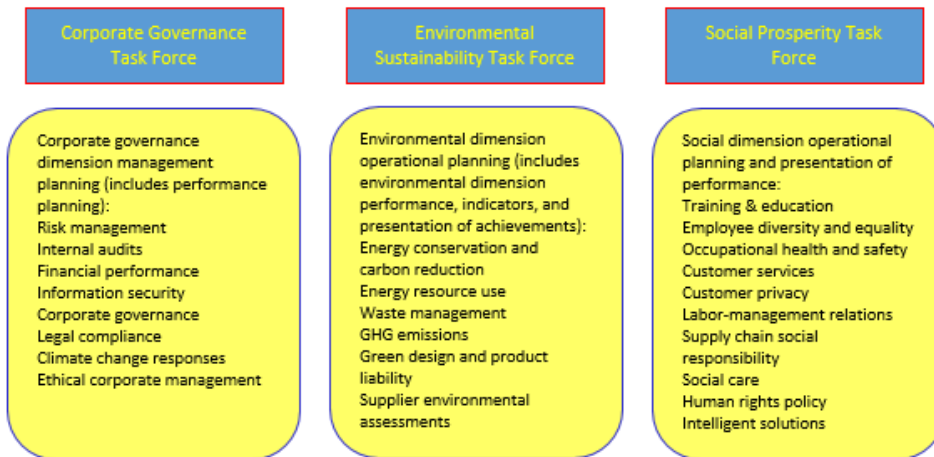 Corporate Governance
Task Force
Corporate governance
dimension management
planning (includes performance
planning):
Risk management
Internal audits
Financial performance
Information security
Corporate governance
Legal compliance
Climate change responses
Ethical corporate management
Environmental
Sustainability Task Force
Environmental dimension
operational planning (includes
environmental dimension
performance, indicators, and
presentation of achievements):
Energy conservation and
carbon reduction
Energy resource use
Waste management
GHG emissions
Green design and product
liability
Supplier environmental
assessments
Social Prosperity Task
Force
Social dimension operational
planning and presentation of
performance:
Training & education
Employee diversity and equality
Occupational health and safety
Customer services
Customer privacy
Labor-management relations
Supply chain social
responsibility
Social care
Human rights policy
Intelligent solutions